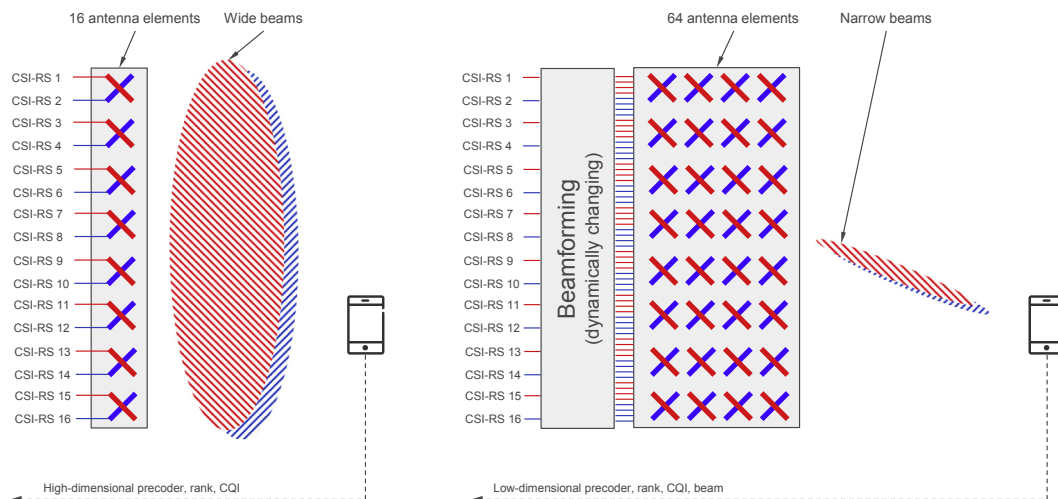 16 antenna elements
Wide beams
CSI-RS 1
CSI-RS 2
CSI-RS 3
CSI-RS 4
CSI-RS 5
CSI-RS 6
CSI-RS 7
CSI-RS 8
CSI-RS 9
CSI-RS 10
CSI-RS 11
CSI-RS 12
CSI-RS 13
CSI-RS 14
CSI-RS 15
CSI-RS 16
High-dimensional precoder, rank, CQI
64 antenna elements
Narrow beams
CSI-RS 1
CSI-RS 2
CSI-RS 3
CSI-RS 4
CSI-RS 5
CSI-RS 6
CSI-RS 7
CSI-RS 8
CSI-RS 9
CSI-RS 10
CSI-RS 11
CSI-RS 12
CSI-RS 13
CSI-RS 14
CSI-RS 15
CSI-RS 16
Beamforming
(dynamically changing)
Low-dimensional precoder, rank, CQI, beam